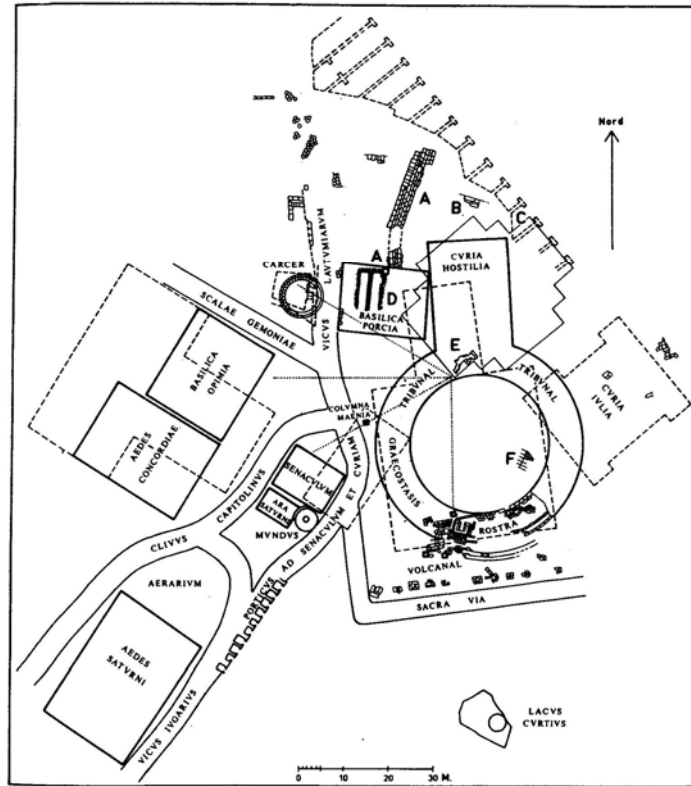 Nord
A
B
C
CVRIA
HOSTILIA
CARCER
LAVTVMIARVM
VICVS
A
D
BASILICA
PORCIA
SCALAE GEMONIAE
BASILICA
OPIMIA
E
TRIBVNAL
TRIBVNAL
CVRIA
IVLIA
COLVMNA
MAENIA
AEDES
CONCORDIAE
GRAECOSTASIS
F
SENACVLVM
ARA
SATVRNI
MVNDVS
CLIVVS CAPITOLINVS
PORTICVS AD SENACVLVM ET CVRIAM
ROSTRA
VOLCANAL
SACRA VIA
AERARIVM
AEDES
SATVRNI
VICVS IVGARIVS
LACVS
CVRTIVS
0 10 20 30 M.